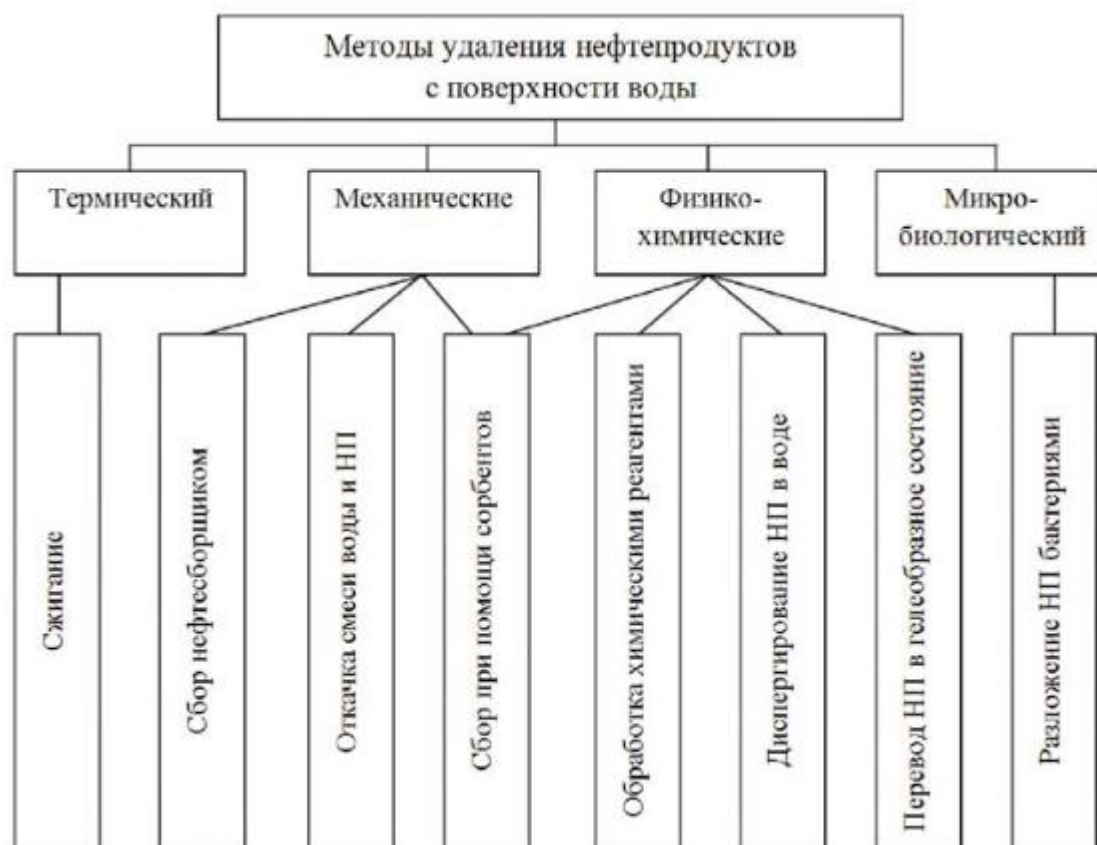 Методы удаления нефтепродуктов
с поверхности воды
Термический
Механические
Физико-
химические
Микро-
биологический
Сжигание
Сбор нефтесборщиком
Откачка смеси воды и НП
Сбор при помощи сорбентов
Обработка химическими реагентами
Диспергирование НП в воде
Перевод НП в гелеобразное состояние
Разложение НП бактериями